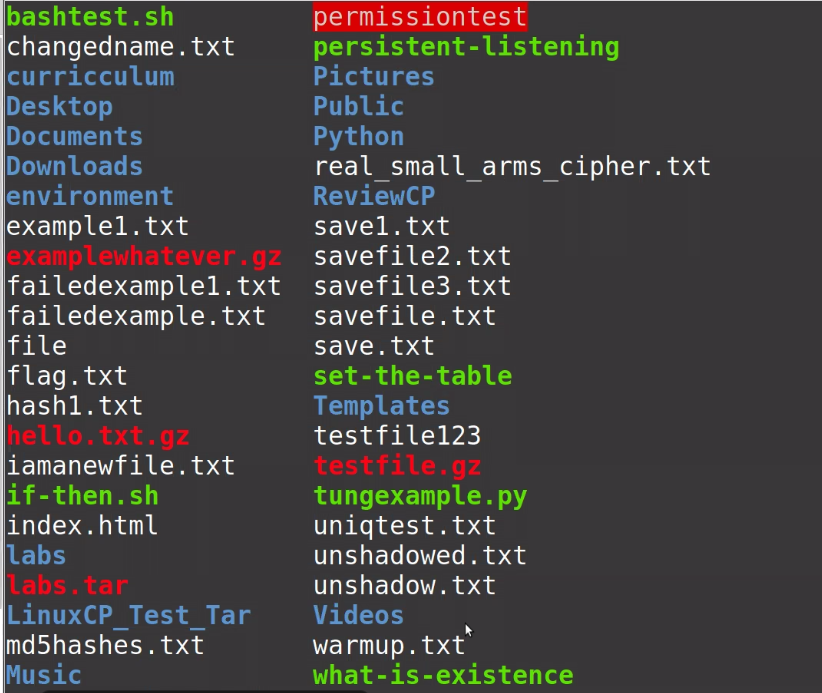 bashtest.sh permissiontest
changedname.txt persistent-listening
curricculum Pictures
Desktop Public
Documents Python
Downloads real_small_arms_cipher.txt
environment ReviewCP
example1.txt save1.txt
examplewhatever.gz savefile2.txt
failedexample1.txt savefile3.txt
failedexample.txt savefile.txt
file save.txt
flag.txt set-the-table
hash1.txt Templates
hello.txt.gz testfile123
iamanewfile.txt testfile.gz
if-then.sh tungexample.py
index.html uniqtest.txt
labs unshadowed.txt
labs.tar unshadow.txt
LinuxCP_Test_Tar Videos
md5hashes.txt warmup.txt
Music what-is-existence